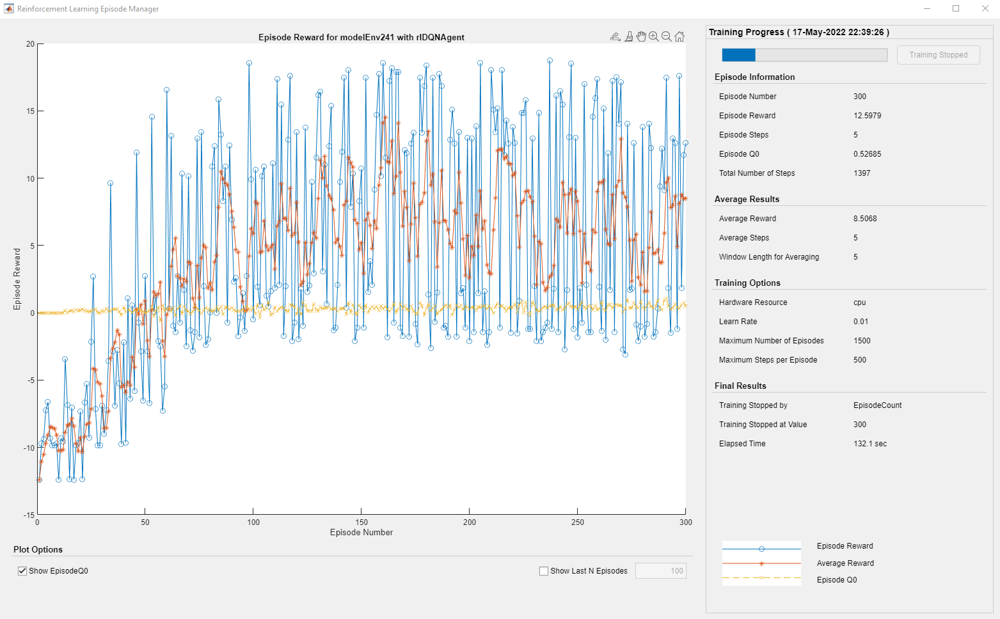 Reinforcement Learning Episode Manager
Episode Reward for modelEnv241 with rlDQNAgent
20
15
10
5
0
-5
-10
-15
Episode Reward
0 50 100 150 200 250 300
Episode Number
Plot Options
Show EpisodeQ0
Show Last N Episodes 100
Training Progress ( 17-May-2022 22:39:26 )
Training Stopped
Episode Information
Episode Number 300
Episode Reward 12.5979
Episode Steps 5
Episode Q0 0.52685
Total Number of Steps 1397
Average Results
Average Reward 8.5068
Average Steps 5
Window Length for Averaging 5
Training Options
Hardware Resource cpu
Learn Rate 0.01
Maximum Number of Episodes 1500
Maximum Steps per Episode 500
Final Results
Training Stopped by EpisodeCount
Training Stopped at Value 300
Elapsed Time 132.1 sec
Episode Reward
Average Reward
Episode Q0